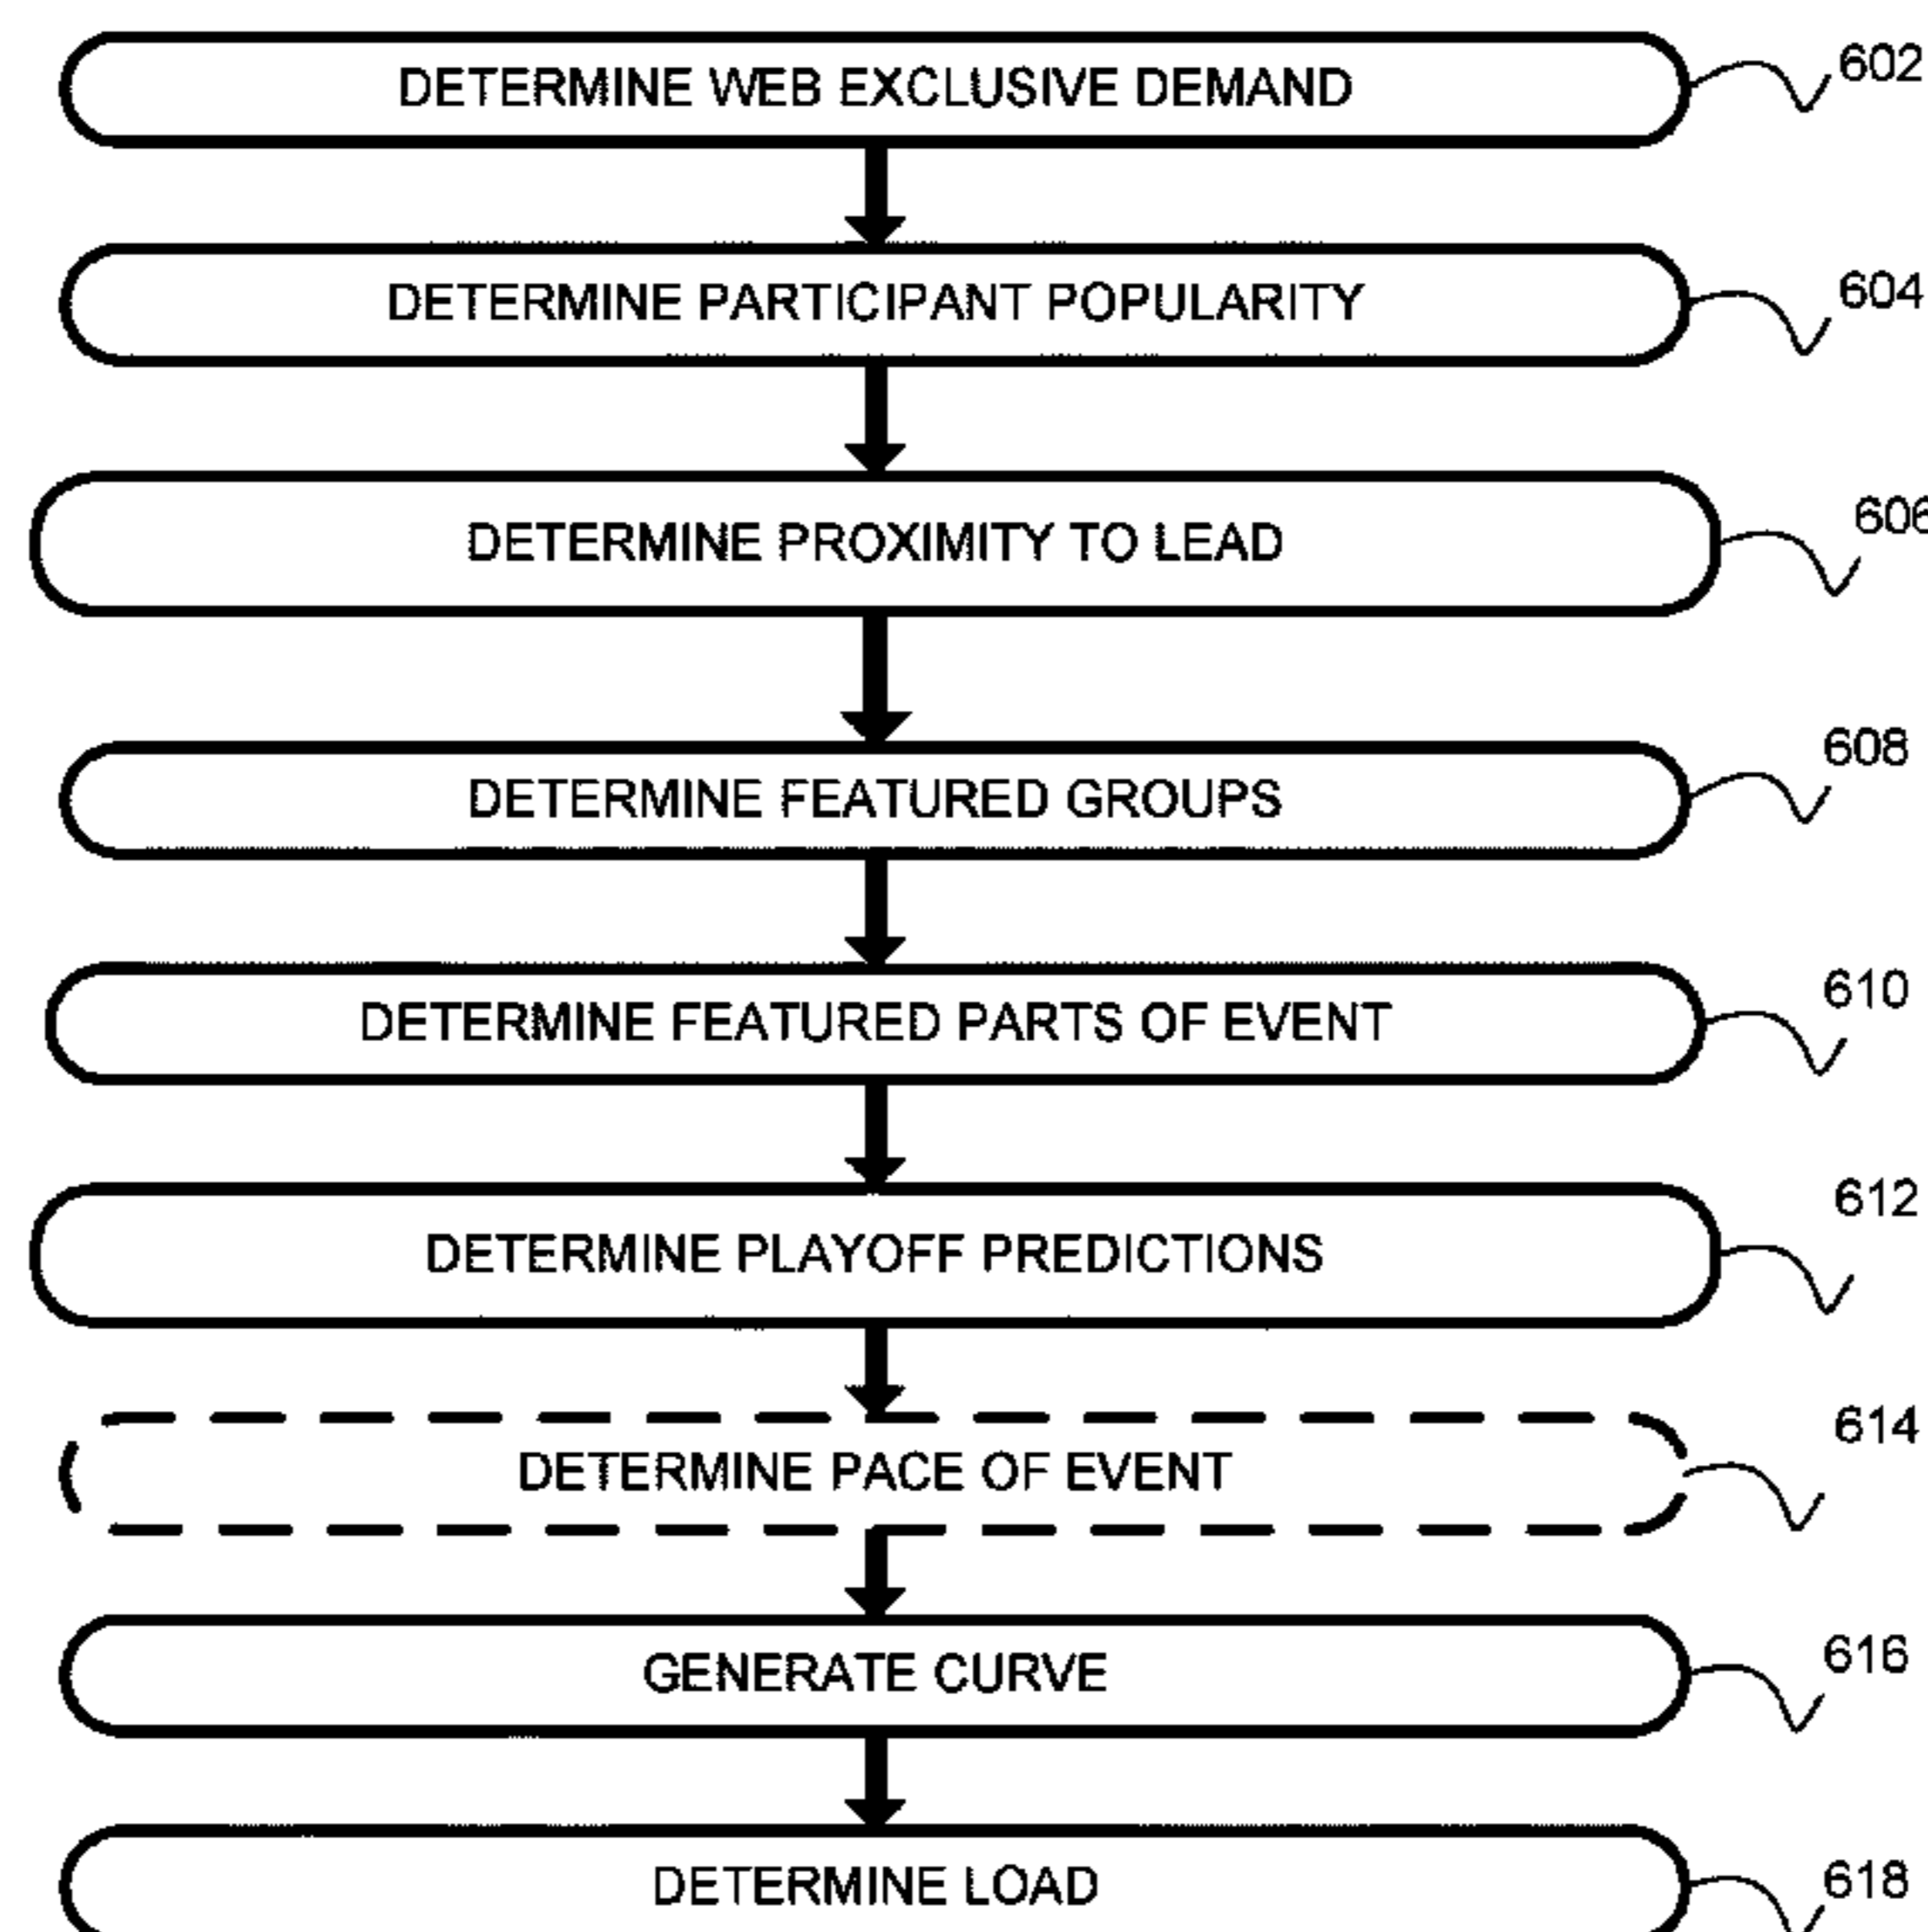 DETERMINE WEB EXCLUSIVE DEMAND
602
DETERMINE PARTICIPANT POPULARITY
604
DETERMINE PROXIMITY TO LEAD
606
DETERMINE FEATURED GROUPS
608
DETERMINE FEATURED PARTS OF EVENT
610
DETERMINE PLAYOFF PREDICTIONS
612
DETERMINE PACE OF EVENT
614
GENERATE CURVE
616
DETERMINE LOAD
618